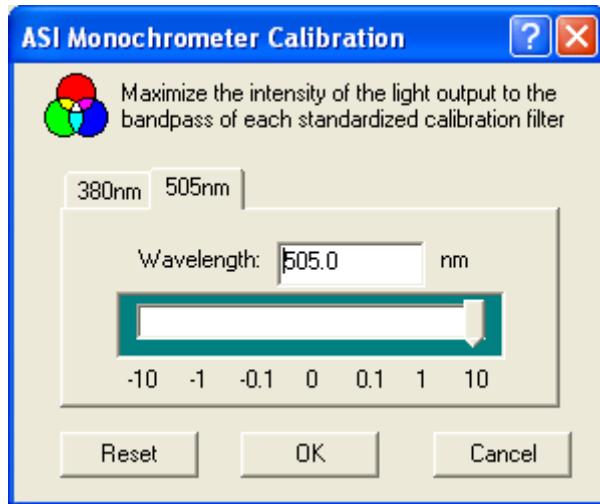 ASI Monochrometer Calibration
Maximize the intensity of the light output to the
bandpass of each standardized calibration filter
380nm 505nm
Wavelength: 505.0 nm
-10 -1 -0.1 0 0.1 1 10
Reset OK Cancel